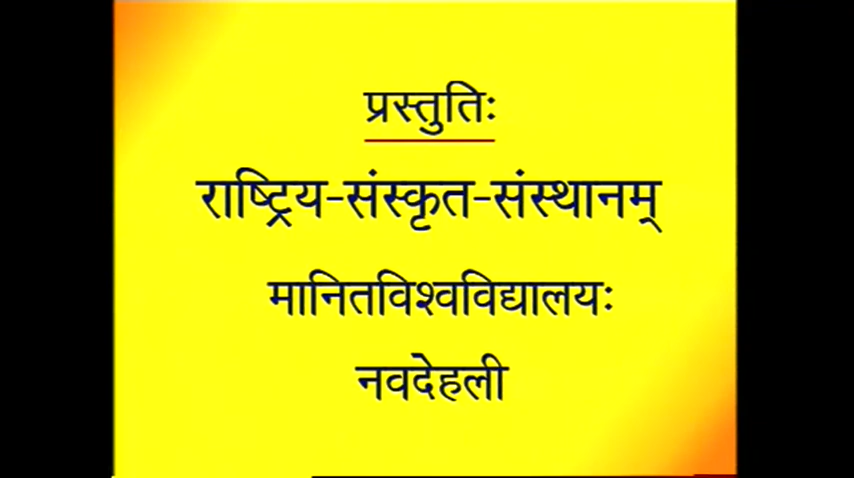 प्रस्तुतिः
राष्ट्रिय-संस्कृत-संस्थानम्
मानितविश्वविद्यालयः
नवदेहली